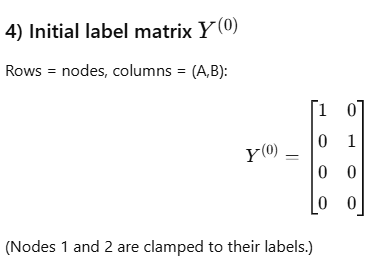 4) Initial label matrix Y^(0)
Rows = nodes, columns = (A,B):
Y^(0) = [1 0
0 1
0 0
0 0]
(Nodes 1 and 2 are clamped to their labels.)